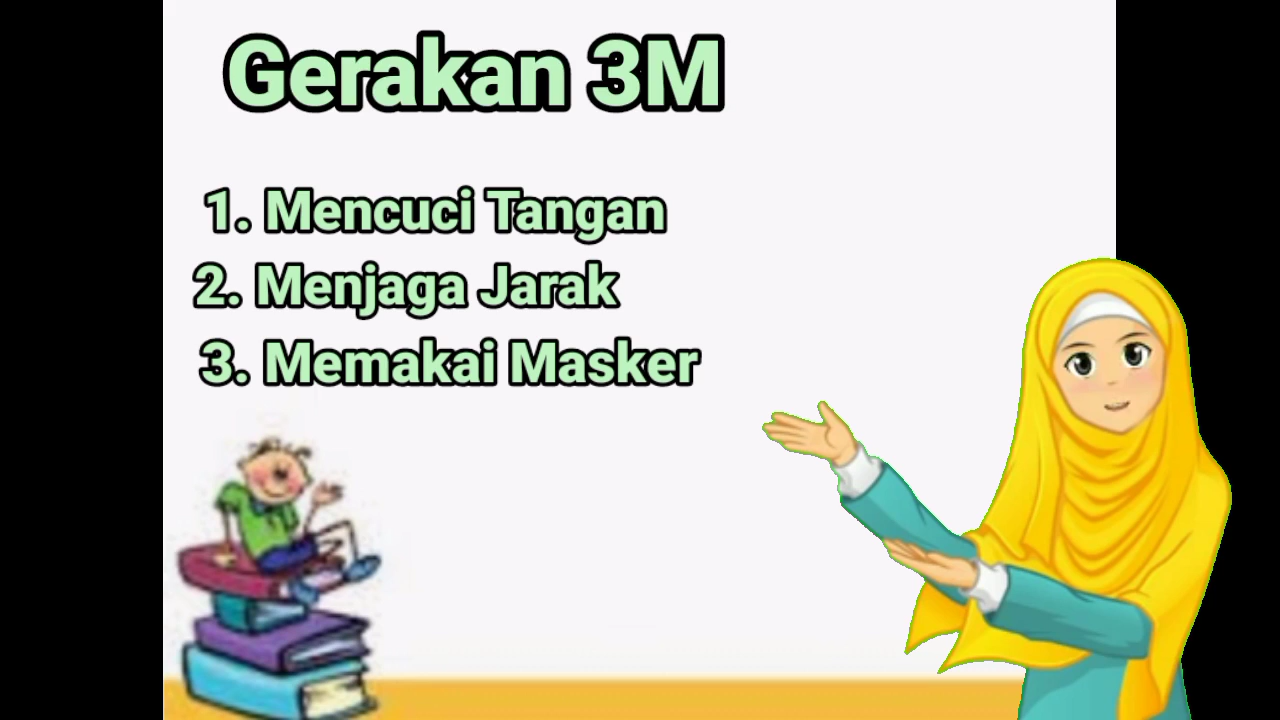 Gerakan 3M
1. Mencuci Tangan
2. Menjaga Jarak
3. Memakai Masker